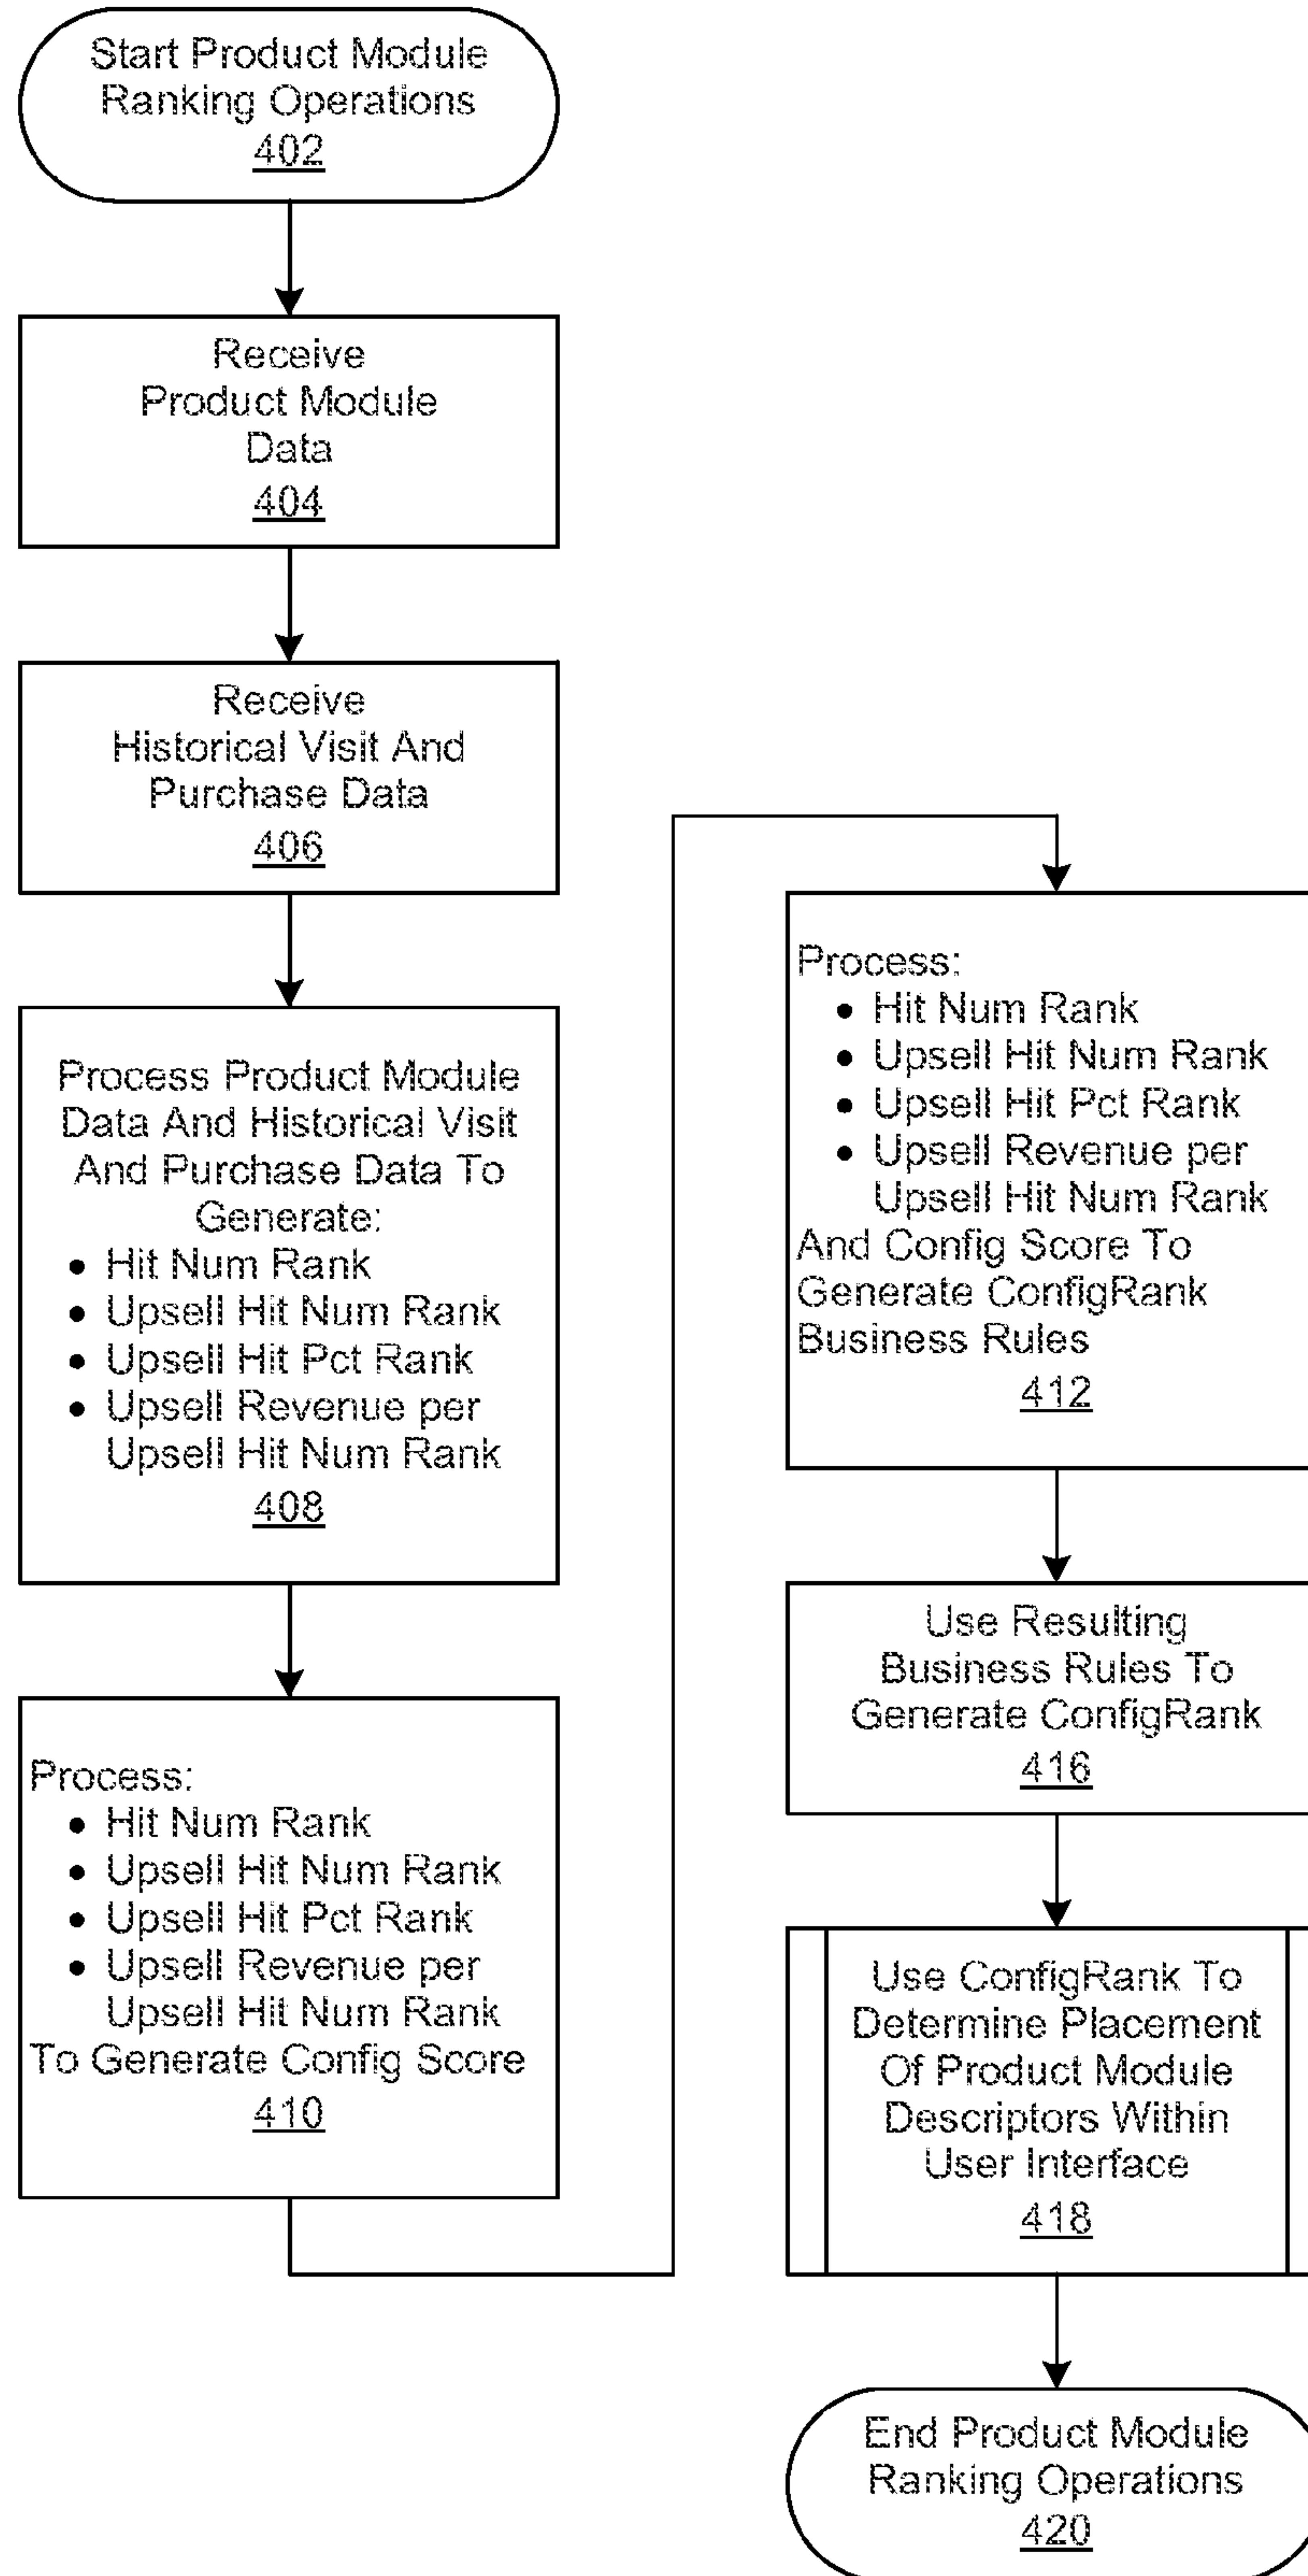 Start Product Module
Ranking Operations
402
Receive
Product Module
Data
404
Receive
Historical Visit And
Purchase Data
406
Process Product Module
Data And Historical Visit
And Purchase Data To
Generate:
• Hit Num Rank
• Upsell Hit Num Rank
• Upsell Hit Pct Rank
• Upsell Revenue per
Upsell Hit Num Rank
408
Process:
• Hit Num Rank
• Upsell Hit Num Rank
• Upsell Hit Pct Rank
• Upsell Revenue per
Upsell Hit Num Rank
To Generate Config Score
410
Process:
• Hit Num Rank
• Upsell Hit Num Rank
• Upsell Hit Pct Rank
• Upsell Revenue per
Upsell Hit Num Rank
And Config Score To
Generate ConfigRank
Business Rules
412
Use Resulting
Business Rules To
Generate ConfigRank
416
Use ConfigRank To
Determine Placement
Of Product Module
Descriptors Within
User Interface
418
End Product Module
Ranking Operations
420